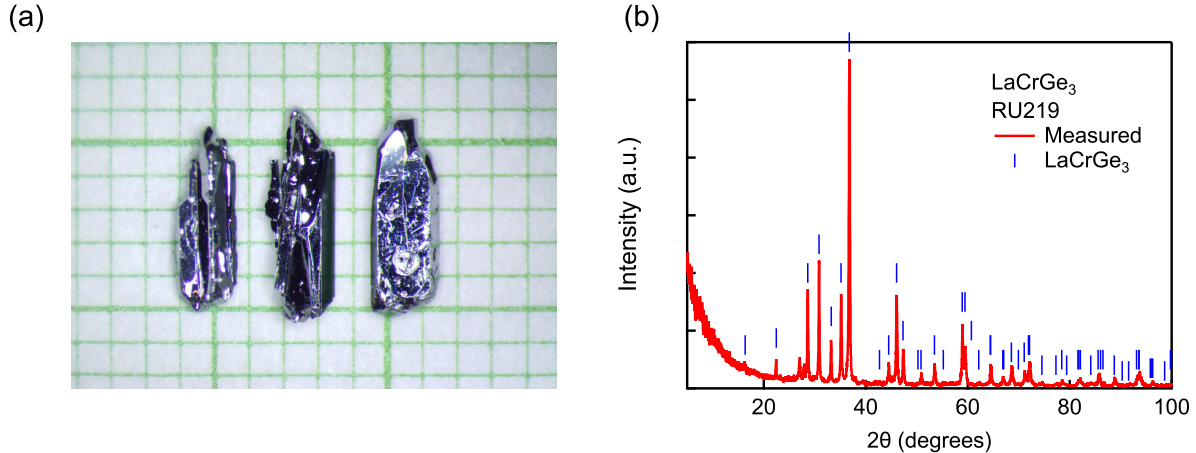 (a)
(b)
LaCrGe₃
RU219
Measured
LaCrGe₃
Intensity (a.u.)
20 40 60 80 100
2θ (degrees)